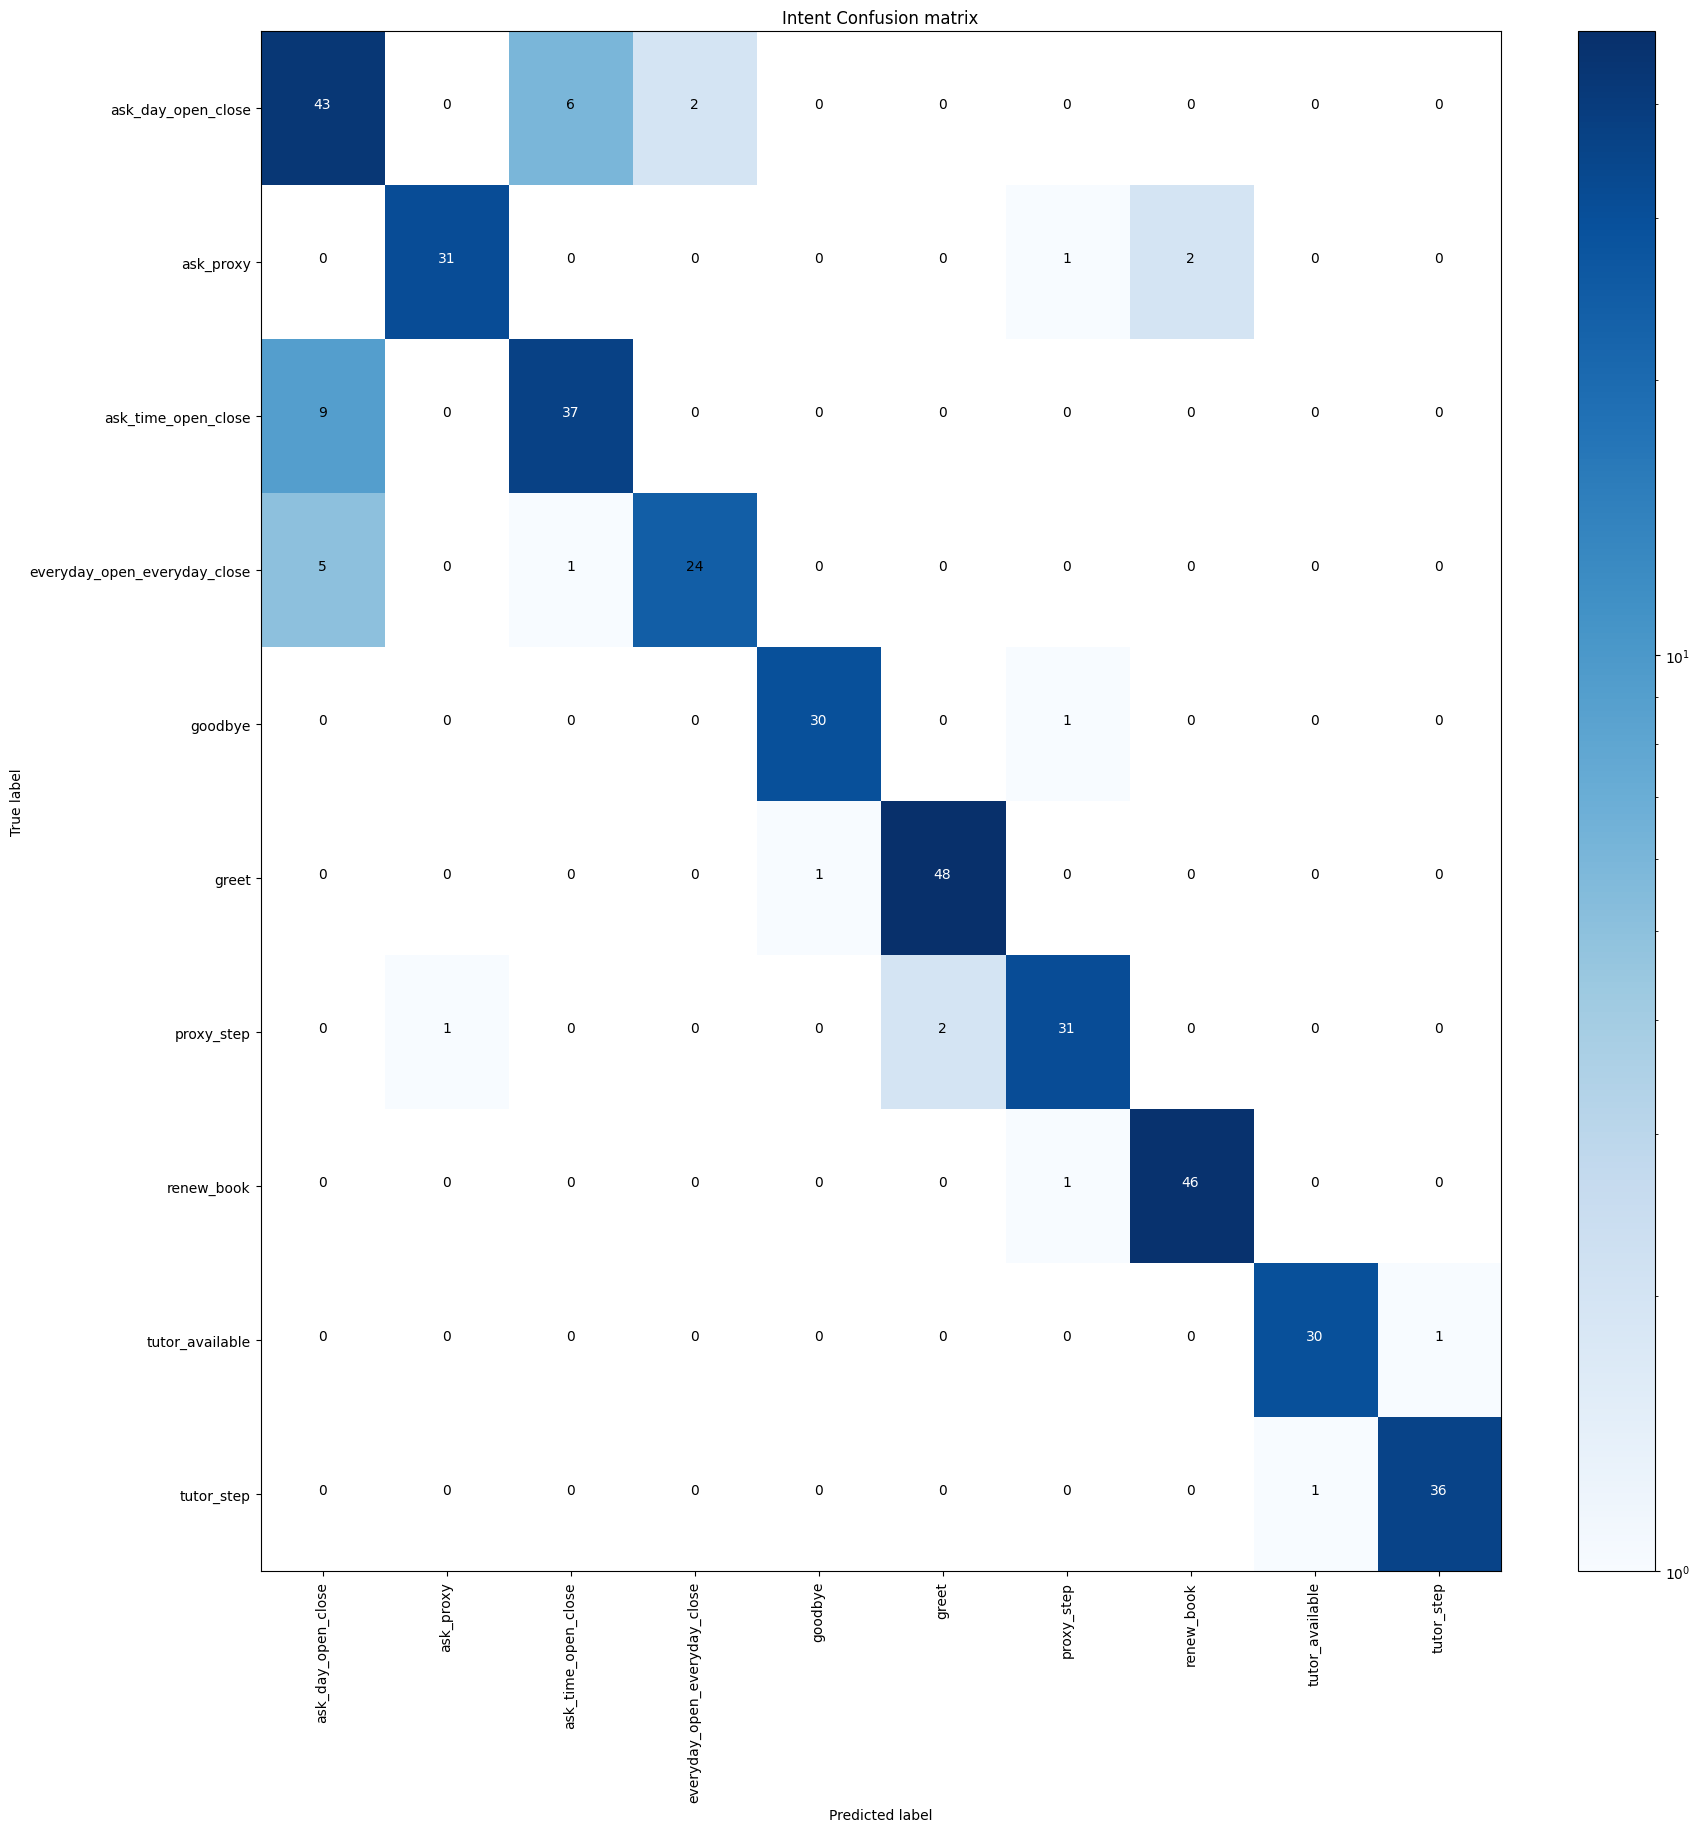 Intent Confusion matrix
ask_day_open_close 43 0 6 2 0 0 0 0 0 0
ask_proxy 0 31 0 0 0 0 1 2 0 0
ask_time_open_close 9 0 37 0 0 0 0 0 0 0
everyday_open_everyday_close 5 0 1 24 0 0 0 0 0 0
10¹
goodbye 0 0 0 0 30 0 1 0 0 0
True label
greet 0 0 0 0 1 48 0 0 0 0
proxy_step 0 1 0 0 0 2 31 0 0 0
renew_book 0 0 0 0 0 0 1 46 0 0
tutor_available 0 0 0 0 0 0 0 0 30 1
tutor_step 0 0 0 0 0 0 0 0 1 36
10⁰
ask_day_open_close
ask_proxy
ask_time_open_close
everyday_open_everyday_close
goodbye
greet
proxy_step
renew_book
tutor_available
tutor_step
Predicted label